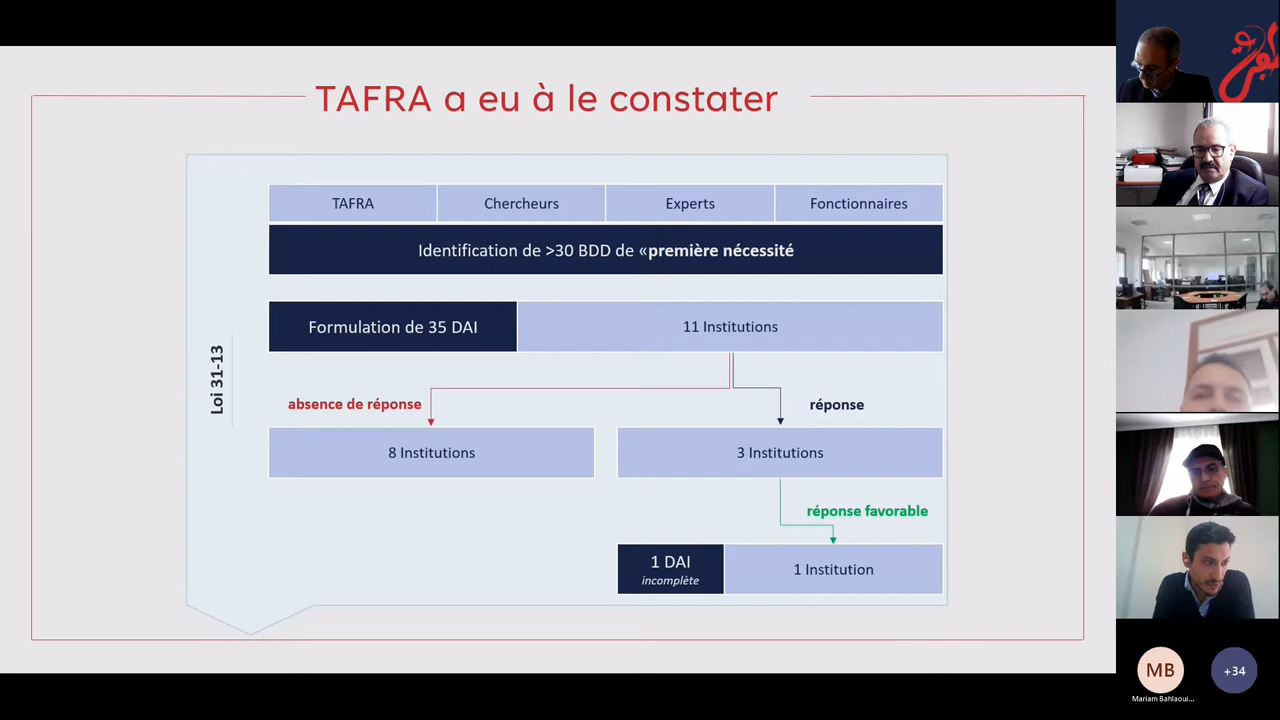 TAFRA a eu à le constater
TAFRA
Chercheurs
Experts
Fonctionnaires
Identification de >30 BDD de «première nécessité
Formulation de 35 DAI
11 Institutions
Loi 31-13
absence de réponse
réponse
8 Institutions
3 Institutions
réponse favorable
1 DAI
incomplète
1 Institution
MB
Mariam Bahlaoui...
+34